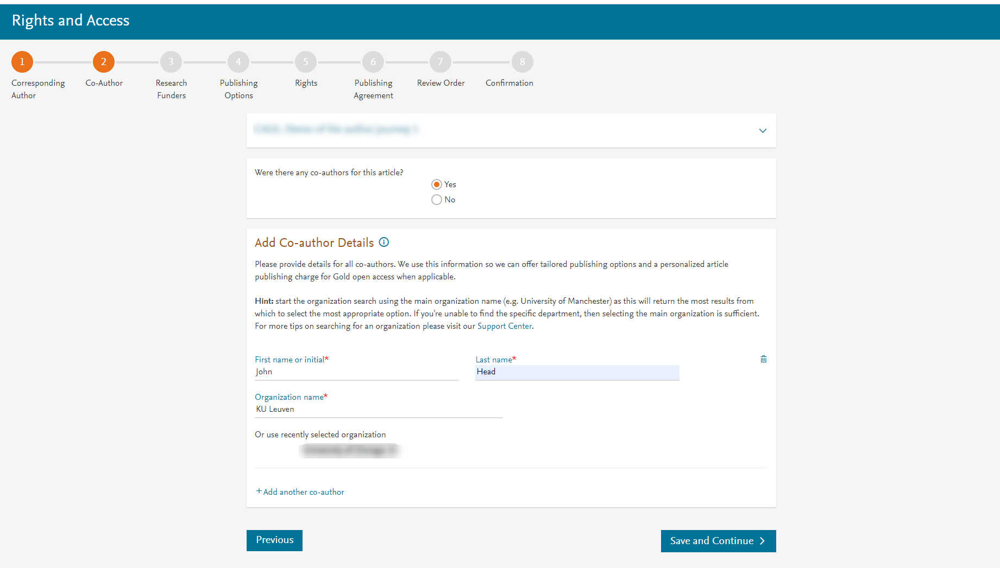 Rights and Access
1
2
3
4
5
6
7
8
Corresponding
Author
Co-Author
Research
Funders
Publishing
Options
Rights
Publishing
Agreement
Review Order
Confirmation
Were there any co-authors for this article?
Yes
No
Add Co-author Details
Please provide details for all co-authors. We use this information so we can offer tailored publishing options and a personalized article
publishing charge for Gold open access when applicable.
Hint: start the organization search using the main organization name (e.g. University of Manchester) as this will return the most results from
which to select the most appropriate option. If you're unable to find the specific department, then selecting the main organization is sufficient.
For more tips on searching for an organization please visit our Support Center.
First name or initial*
Last name*
John
Head
Organization name*
KU Leuven
Or use recently selected organization
+ Add another co-author
Previous
Save and Continue >